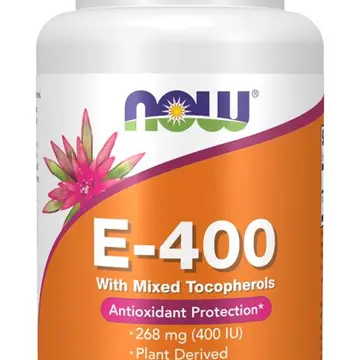 now®
E-400
With Mixed Tocopherols
Antioxidant Protection*
• 268 mg (400 IU)
• Plant Derived